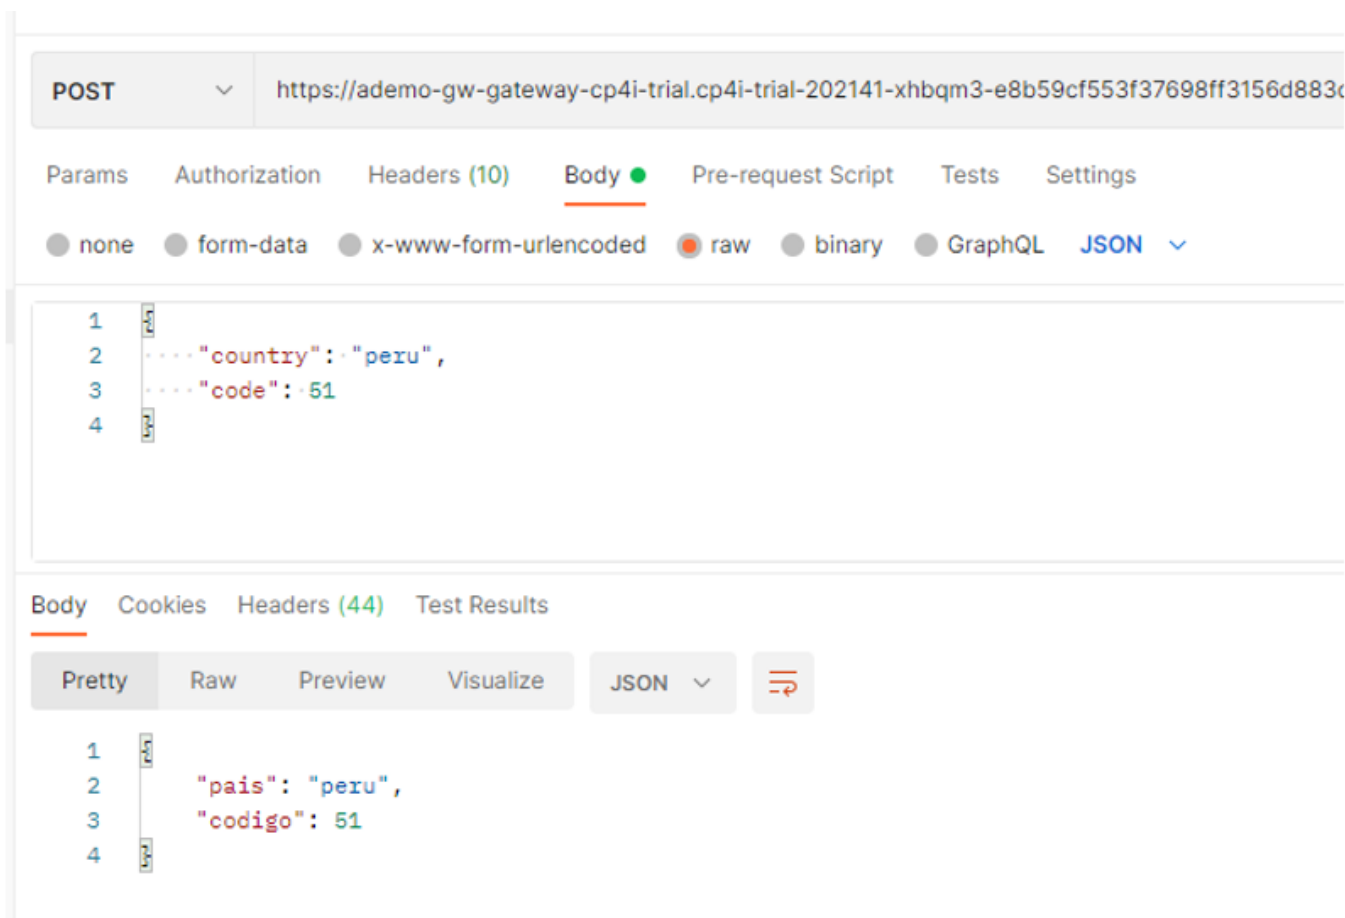 POST https://ademo-gw-gateway-cp4i-trial.cp4i-trial-202141-xhbqm3-e8b59cf553f37698ff3156d883c
Params Authorization Headers (10) Body Pre-request Script Tests Settings
none form-data x-www-form-urlencoded raw binary GraphQL JSON
1 {
2 "country": "peru",
3 "code": 51
4 }
Body Cookies Headers (44) Test Results
Pretty Raw Preview Visualize JSON
1 {
2 "pais": "peru",
3 "codigo": 51
4 }